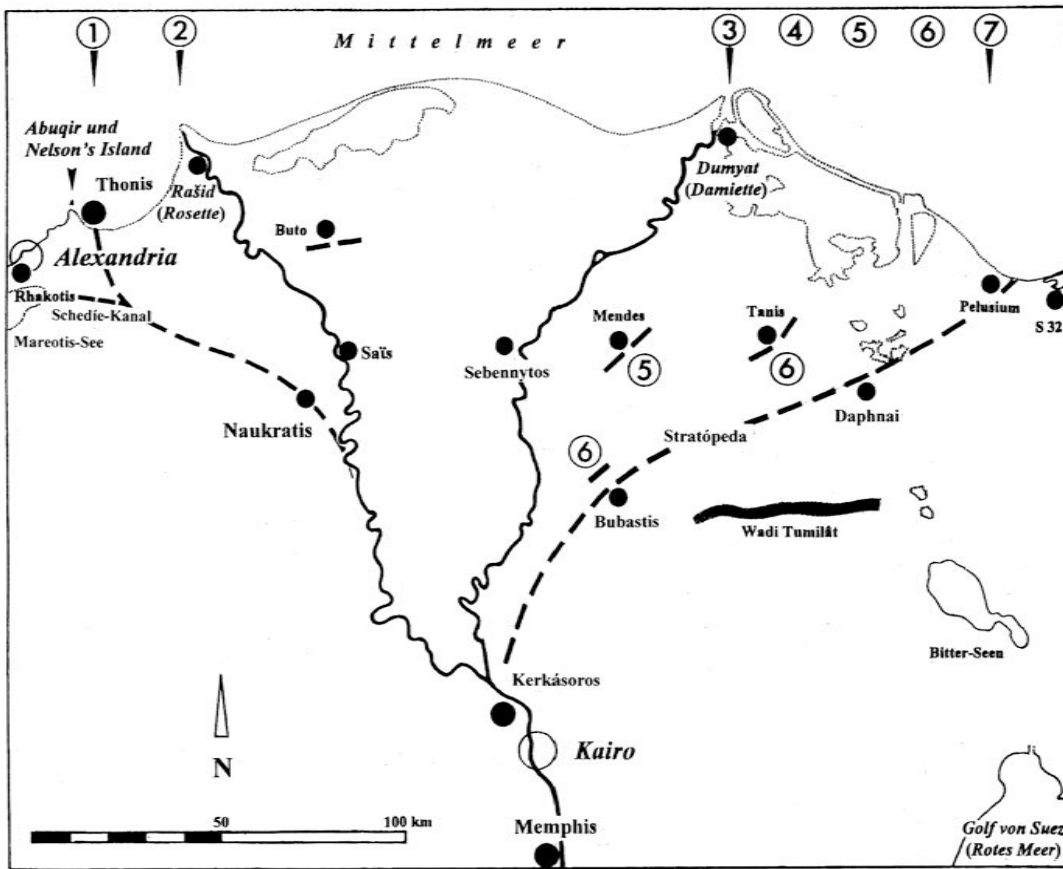 ① ② ③ ④ ⑤ ⑥ ⑦
Mittelmeer
Abuqir und
Nelson's Island
Thonis
Rašid
(Rosette)
Dumyat
(Damiette)
Buto
Alexandria
Rhakotis
Schedíe-Kanal
Mareotis-See
Saïs
Sebennytos
Mendes
⑤
Tanis
⑥
Pelusium
S 32
Naukratis
Daphnai
Stratópeda
⑥
Bubastis
Wadi Tumilât
Bitter-Seen
Kerkásoros
N
Kairo
50
100 km
Memphis
Golf von Suez
(Rotes Meer)